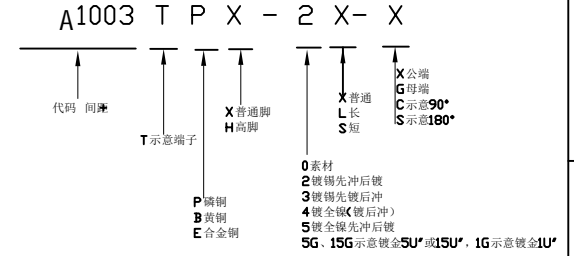 A1003 T P X - 2 X- X
代码 间距
T示意端子
P磷铜
B黄铜
E合金铜
X普通脚
H高脚
0素材
2镀锡先冲后镀
3镀锡先镀后冲
4镀全镍(镀后冲)
5镀全镍先冲后镀
5G、15G示意镀金5U"或15U"，1G示意镀金1U"
X普通
L长
S短
X公端
G母端
C示意90°
S示意180°